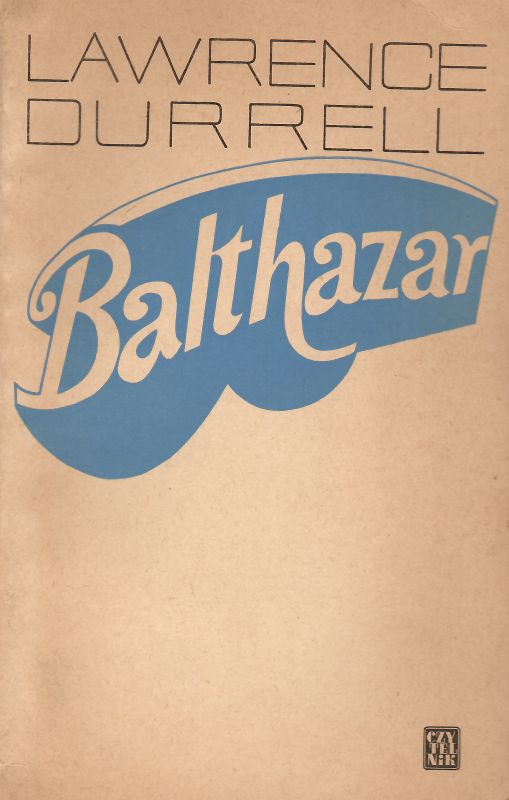 LAWRENCE
DURRELL
Balthazar
CZY
TEL
NiK